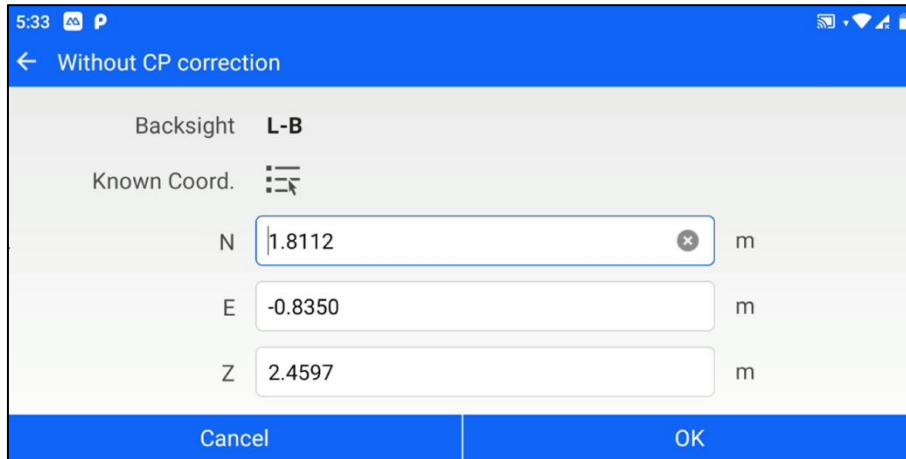 5:33
Without CP correction
Backsight L-B
Known Coord.
N 1.8112 m
E -0.8350 m
Z 2.4597 m
Cancel OK